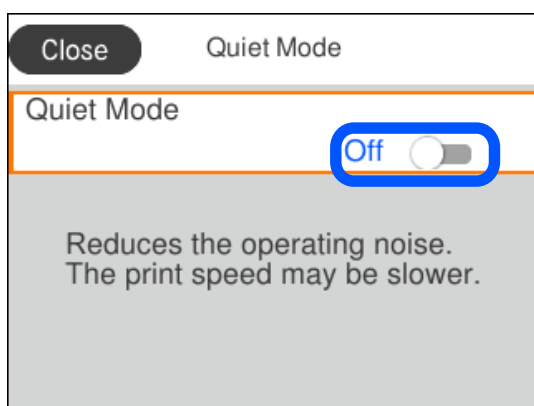 Close Quiet Mode
Quiet Mode
Off
Reduces the operating noise.
The print speed may be slower.